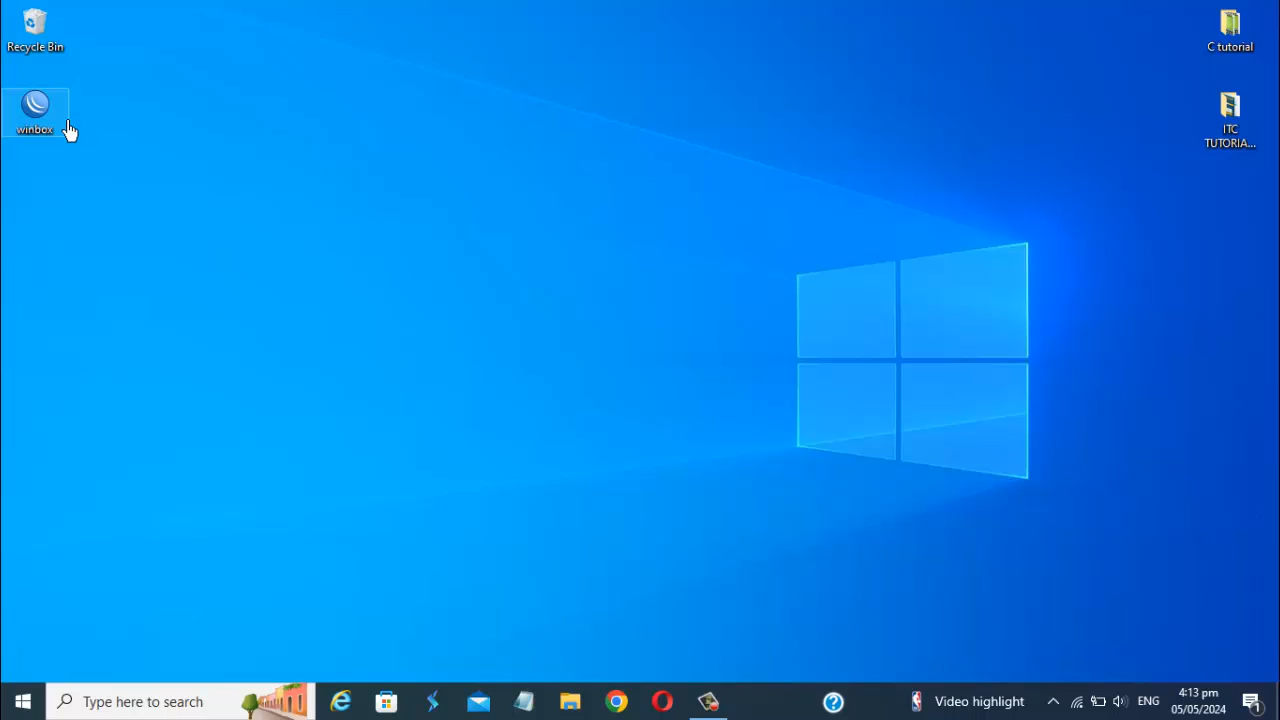 Recycle Bin
winbox
C tutorial
ITC
TUTORIA...
Type here to search
Video highlight
ENG
4:13 pm
05/05/2024
1